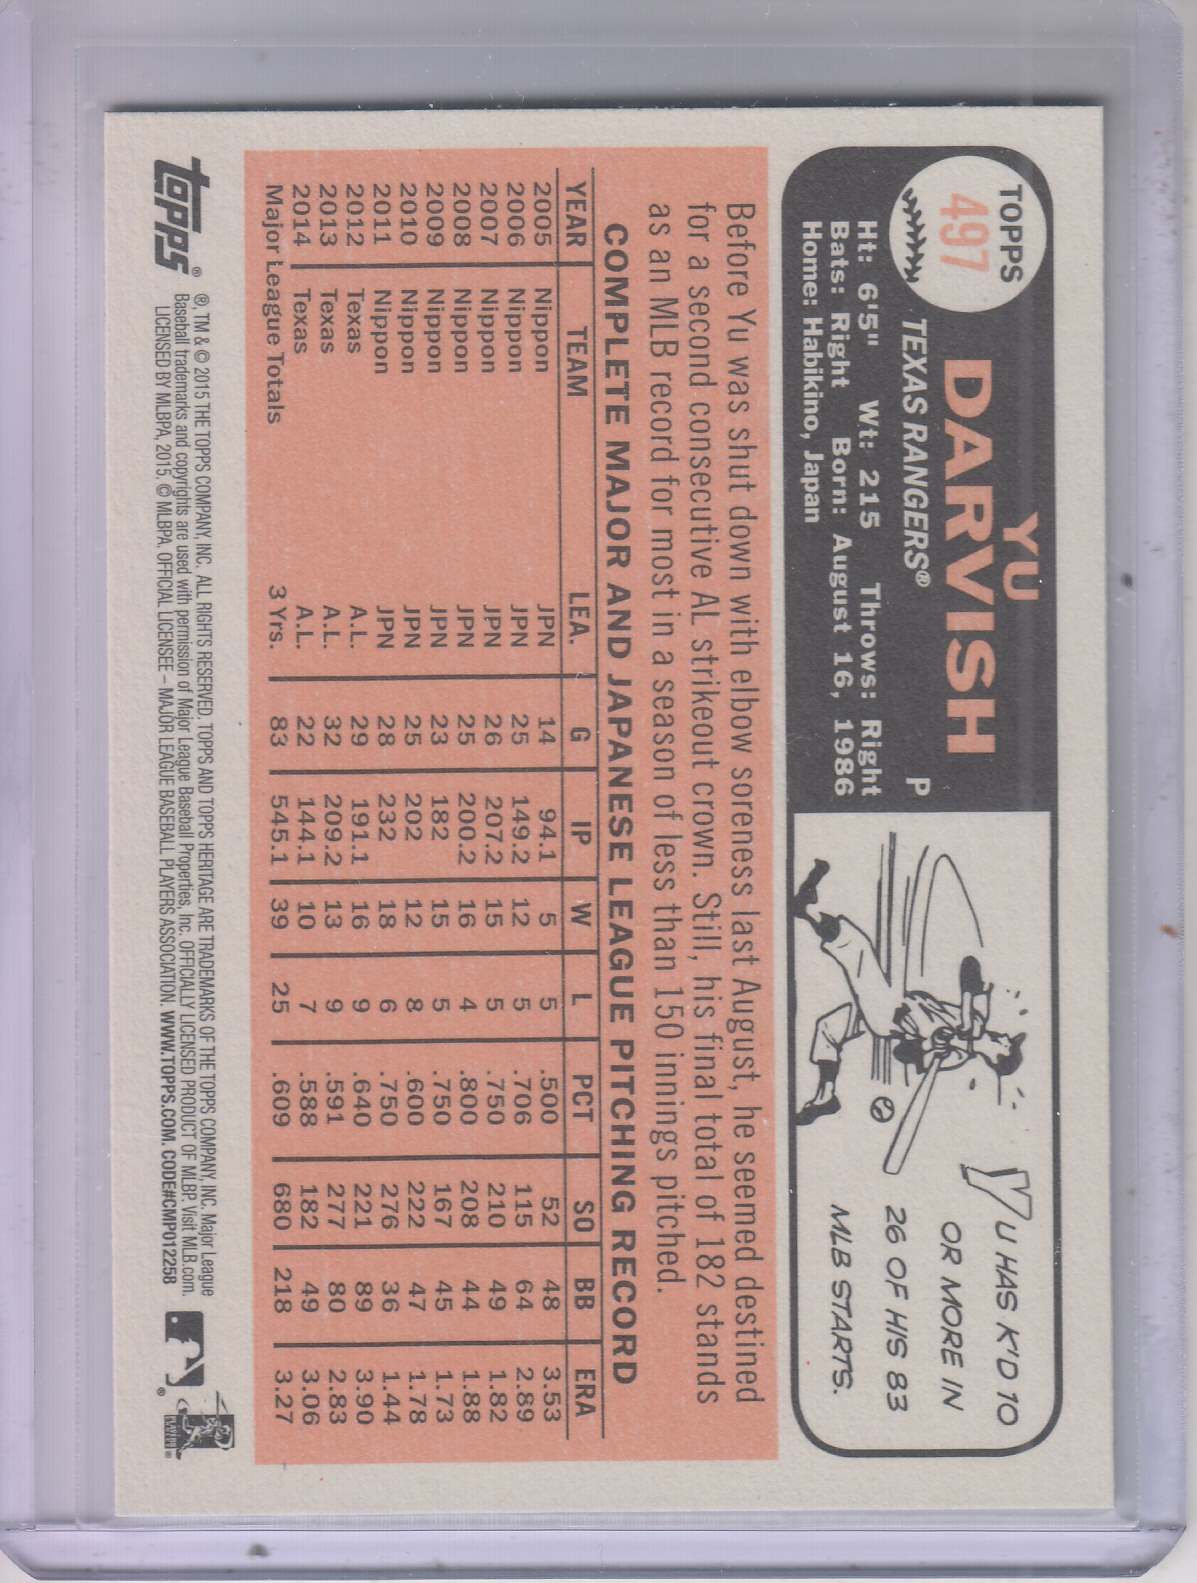 TOPPS
497
YU
DARVISH
TEXAS RANGERS® P
Ht: 6'5" Wt: 215 Throws: Right
Bats: Right Born: August 16, 1986
Home: Habikino, Japan
YU HAS K'D 10
OR MORE IN
26 OF HIS 83
MLB STARTS.
Before Yu was shut down with elbow soreness last August, he seemed destined
for a second consecutive AL strikeout crown. Still, his final total of 182 stands
as an MLB record for most in a season of less than 150 innings pitched.
COMPLETE MAJOR AND JAPANESE LEAGUE PITCHING RECORD
YEAR TEAM LEA. G IP W L PCT SO BB ERA
2005 Nippon JPN 14 94.1 5 5 .500 52 48 3.53
2006 Nippon JPN 25 149.2 12 5 .706 115 64 2.89
2007 Nippon JPN 26 207.2 15 5 .750 210 49 1.82
2008 Nippon JPN 25 200.2 16 4 .800 208 44 1.88
2009 Nippon JPN 23 182 15 5 .750 167 45 1.73
2010 Nippon JPN 25 202 12 8 .600 222 47 1.78
2011 Nippon JPN 28 232 18 6 .750 276 36 1.44
2012 Texas A.L. 29 191.1 16 9 .640 221 89 3.90
2013 Texas A.L. 32 209.2 13 9 .591 277 80 2.83
2014 Texas A.L. 22 144.1 10 7 .588 182 49 3.06
Major League Totals 3 Yrs. 83 545.1 39 25 .609 680 218 3.27
topps®
®, TM & © 2015 THE TOPPS COMPANY, INC. ALL RIGHTS RESERVED. TOPPS AND TOPPS HERITAGE ARE TRADEMARKS OF THE TOPPS COMPANY, INC. Major League
Baseball trademarks and copyrights are used with permission of Major League Baseball Properties, Inc. OFFICIALLY LICENSED PRODUCT OF MLBP. Visit MLB.com.
LICENSED BY MLBPA, 2015. © MLBPA. OFFICIAL LICENSEE – MAJOR LEAGUE BASEBALL PLAYERS ASSOCIATION. WWW.TOPPS.COM. CODE#CMP012258